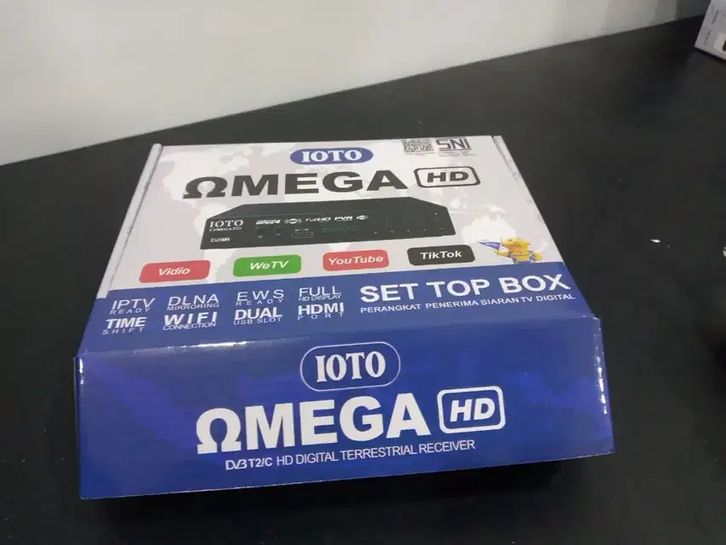 IOTO
SNI
ΩMEGA HD
IOTO
Vidio
WeTV
YouTube
TikTok
IPTV READY
DLNA MIRRORING
EWS READY
FULL HD DISPLAY
TIME SHIFT
WIFI CONNECTION
DUAL USB SLOT
HDMI PORT
SET TOP BOX
PERANGKAT PENERIMA SIARAN TV DIGITAL
IOTO
ΩMEGA HD
DVB T2/C HD DIGITAL TERRESTRIAL RECEIVER